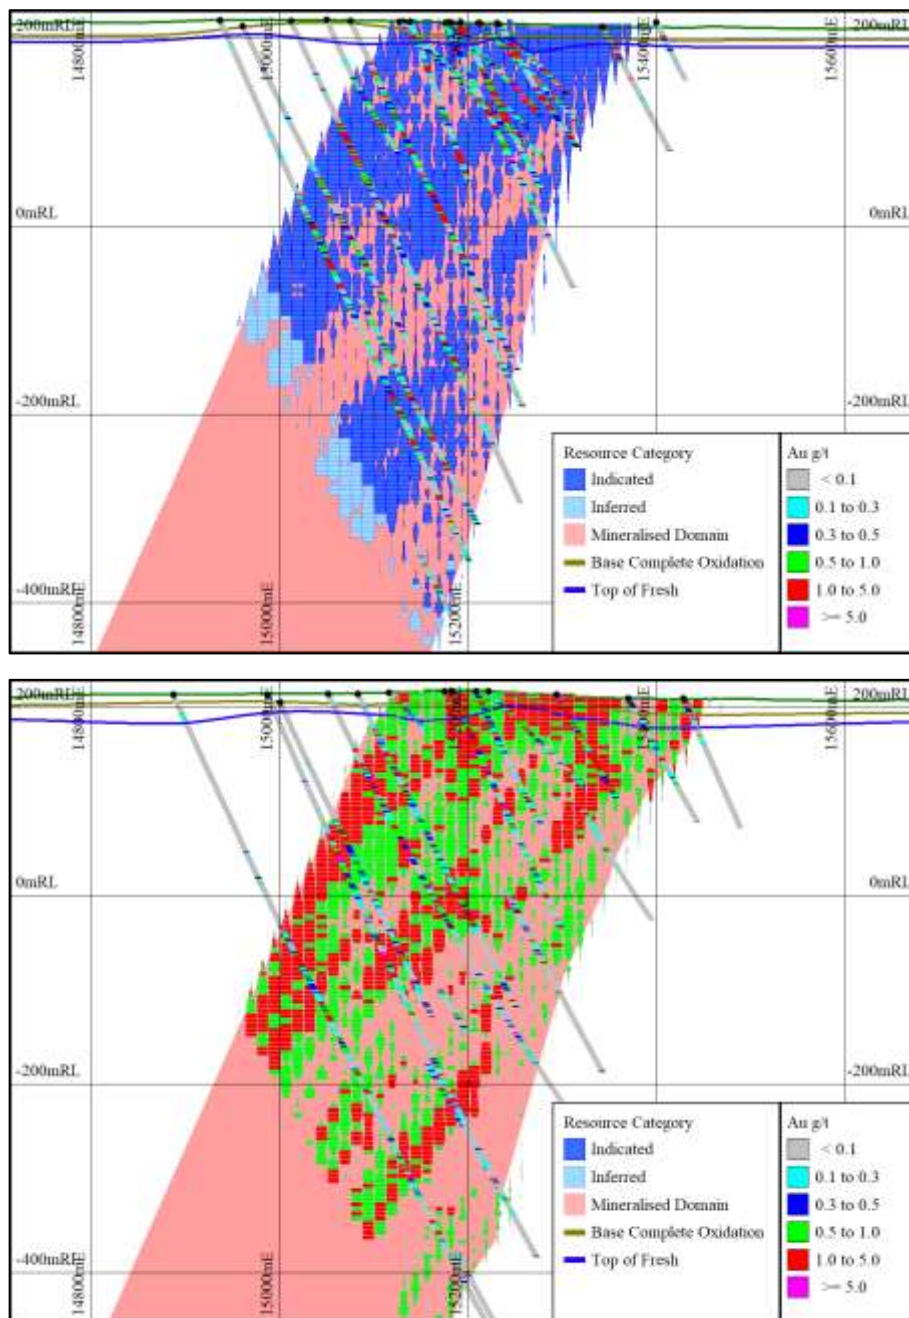 200mRL
200mRL
14800mE
15000mE
15400mE
15600mE
0mRL
0mRL
-200mRL
-200mRL
Resource Category
Indicated
Inferred
Mineralised Domain
Base Complete Oxidation
Top of Fresh
Au g/t
< 0.1
0.1 to 0.3
0.3 to 0.5
0.5 to 1.0
1.0 to 5.0
>= 5.0
-400mRL
14800mE
15000mE
15200mE
200mRL
200mRL
14800mE
15000mE
15400mE
15600mE
0mRL
0mRL
-200mRL
-200mRL
Resource Category
Indicated
Inferred
Mineralised Domain
Base Complete Oxidation
Top of Fresh
Au g/t
< 0.1
0.1 to 0.3
0.3 to 0.5
0.5 to 1.0
1.0 to 5.0
>= 5.0
-400mRL
14800mE
15000mE
15200mE